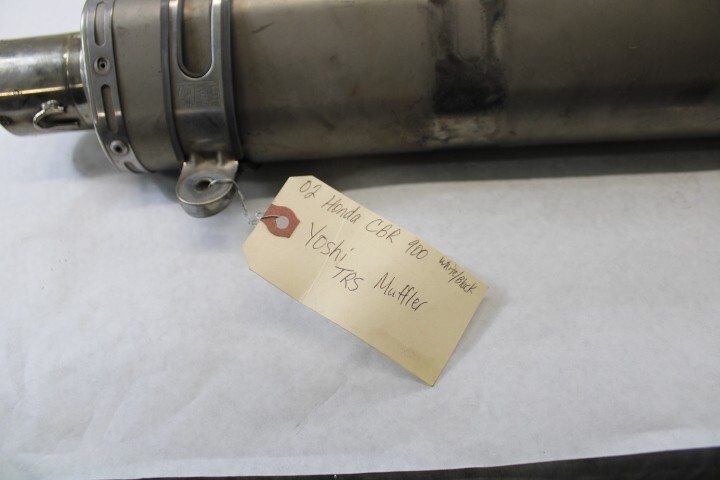 02 Honda CBR 900 White/Black
Yoshi
TRS Muffler